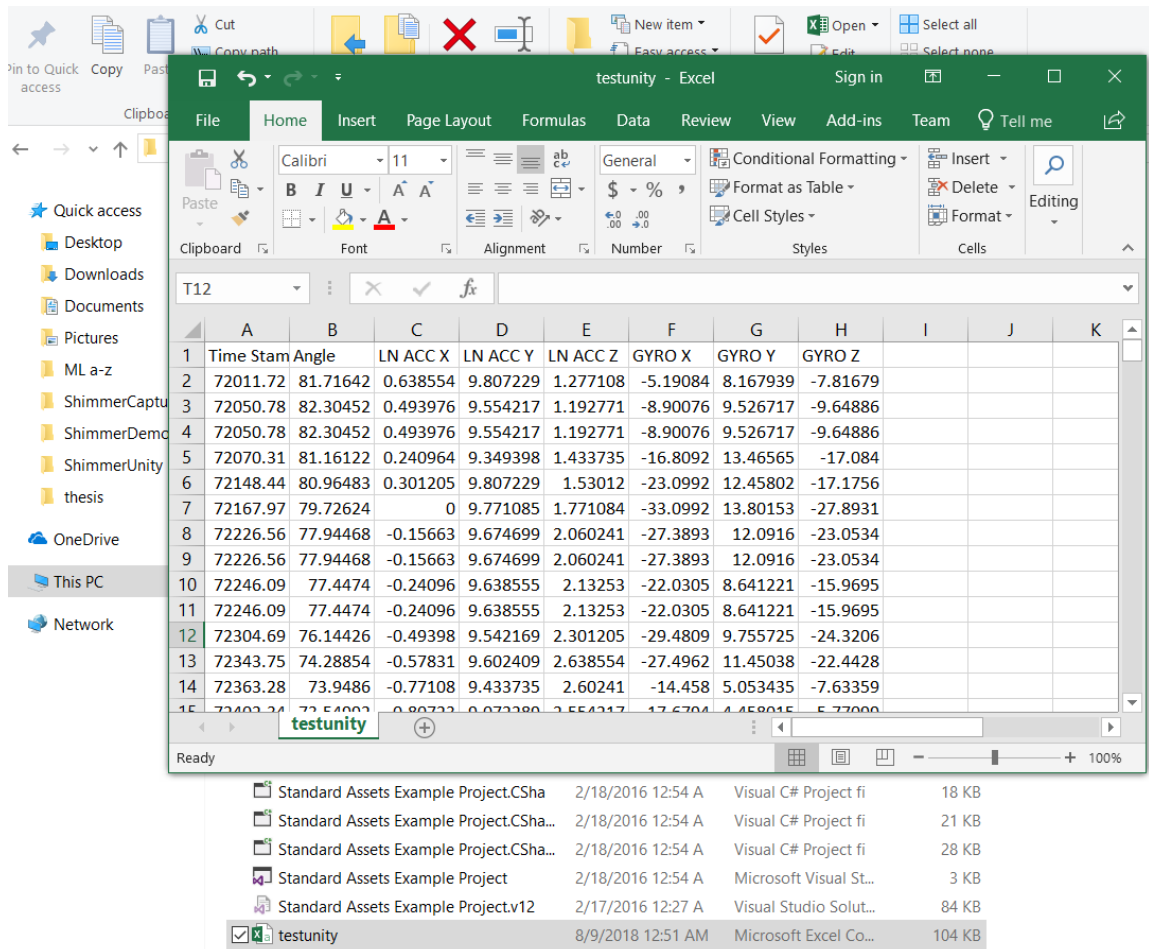 Cut
New item
Open
Select all
Copy path
Easy access
Edit
Select none
Pin to Quick access
Copy
Past
Clipboa
testunity - Excel
Sign in
File Home Insert Page Layout Formulas Data Review View Add-ins Team Tell me
Paste
Calibri 11
B I U A A
ab
General
$ % ,
Conditional Formatting
Format as Table
Cell Styles
Insert
Delete
Format
Editing
Clipboard Font Alignment Number Styles Cells
T12 fx
A B C D E F G H I J K
1 Time Stam Angle LN ACC X LN ACC Y LN ACC Z GYRO X GYRO Y GYRO Z
2 72011.72 81.71642 0.638554 9.807229 1.277108 -5.19084 8.167939 -7.81679
3 72050.78 82.30452 0.493976 9.554217 1.192771 -8.90076 9.526717 -9.64886
4 72050.78 82.30452 0.493976 9.554217 1.192771 -8.90076 9.526717 -9.64886
5 72070.31 81.16122 0.240964 9.349398 1.433735 -16.8092 13.46565 -17.084
6 72148.44 80.96483 0.301205 9.807229 1.53012 -23.0992 12.45802 -17.1756
7 72167.97 79.72624 0 9.771085 1.771084 -33.0992 13.80153 -27.8931
8 72226.56 77.94468 -0.15663 9.674699 2.060241 -27.3893 12.0916 -23.0534
9 72226.56 77.94468 -0.15663 9.674699 2.060241 -27.3893 12.0916 -23.0534
10 72246.09 77.4474 -0.24096 9.638555 2.13253 -22.0305 8.641221 -15.9695
11 72246.09 77.4474 -0.24096 9.638555 2.13253 -22.0305 8.641221 -15.9695
12 72304.69 76.14426 -0.49398 9.542169 2.301205 -29.4809 9.755725 -24.3206
13 72343.75 74.28854 -0.57831 9.602409 2.638554 -27.4962 11.45038 -22.4428
14 72363.28 73.9486 -0.77108 9.433735 2.60241 -14.458 5.053435 -7.63359
15
testunity
Ready
100%
Quick access
Desktop
Downloads
Documents
Pictures
ML a-z
ShimmerCaptu
ShimmerDemo
ShimmerUnity
thesis
OneDrive
This PC
Network
Standard Assets Example Project.CSha 2/18/2016 12:54 A Visual C# Project fi 18 KB
Standard Assets Example Project.CSha... 2/18/2016 12:54 A Visual C# Project fi 21 KB
Standard Assets Example Project.CSha... 2/18/2016 12:54 A Visual C# Project fi 28 KB
Standard Assets Example Project 2/18/2016 12:54 A Microsoft Visual St... 3 KB
Standard Assets Example Project.v12 2/17/2016 12:27 A Visual Studio Solut... 84 KB
testunity 8/9/2018 12:51 AM Microsoft Excel Co... 104 KB